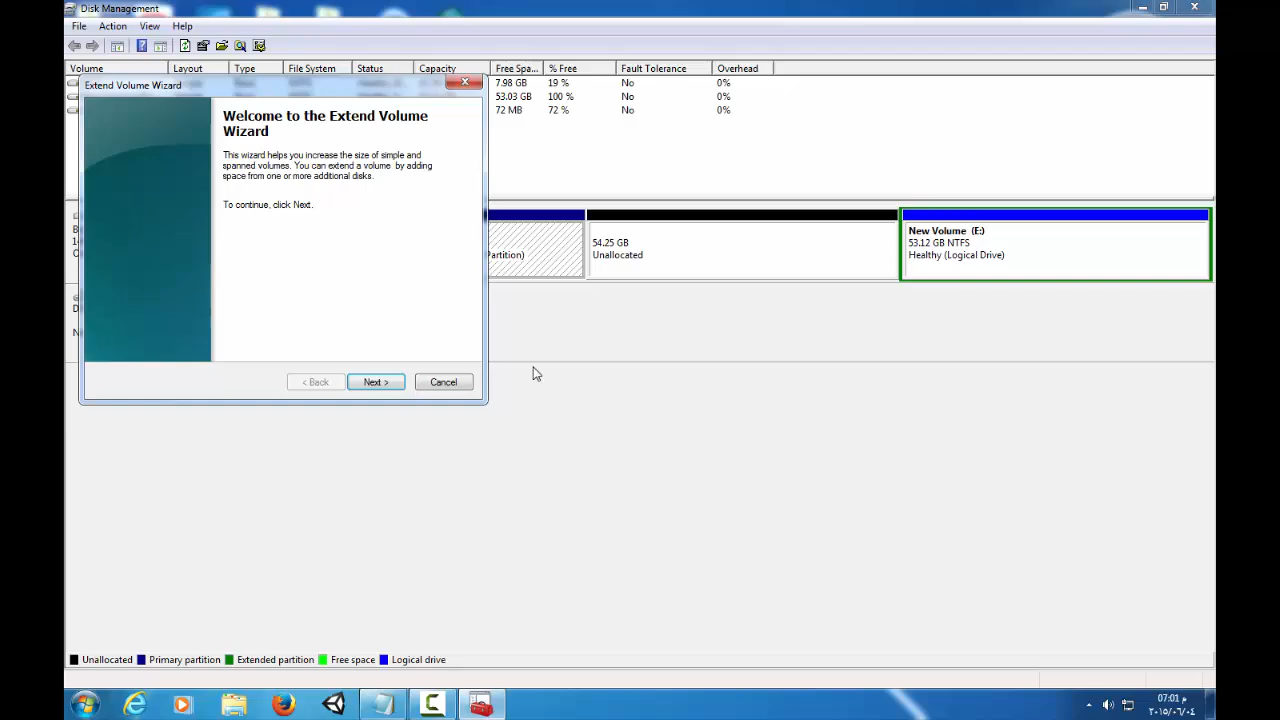 Disk Management
File Action View Help
Volume Layout Type File System Status Capacity Free Spa... % Free Fault Tolerance Overhead
7.98 GB 19 % No 0%
53.03 GB 100 % No 0%
72 MB 72 % No 0%
Extend Volume Wizard
Welcome to the Extend Volume
Wizard
This wizard helps you increase the size of simple and
spanned volumes. You can extend a volume by adding
space from one or more additional disks.
To continue, click Next.
< Back Next > Cancel
Partition)
54.25 GB
Unallocated
New Volume (E:)
53.12 GB NTFS
Healthy (Logical Drive)
Unallocated Primary partition Extended partition Free space Logical drive
07:01 م
٢٠١٥/٠٦/٠٤